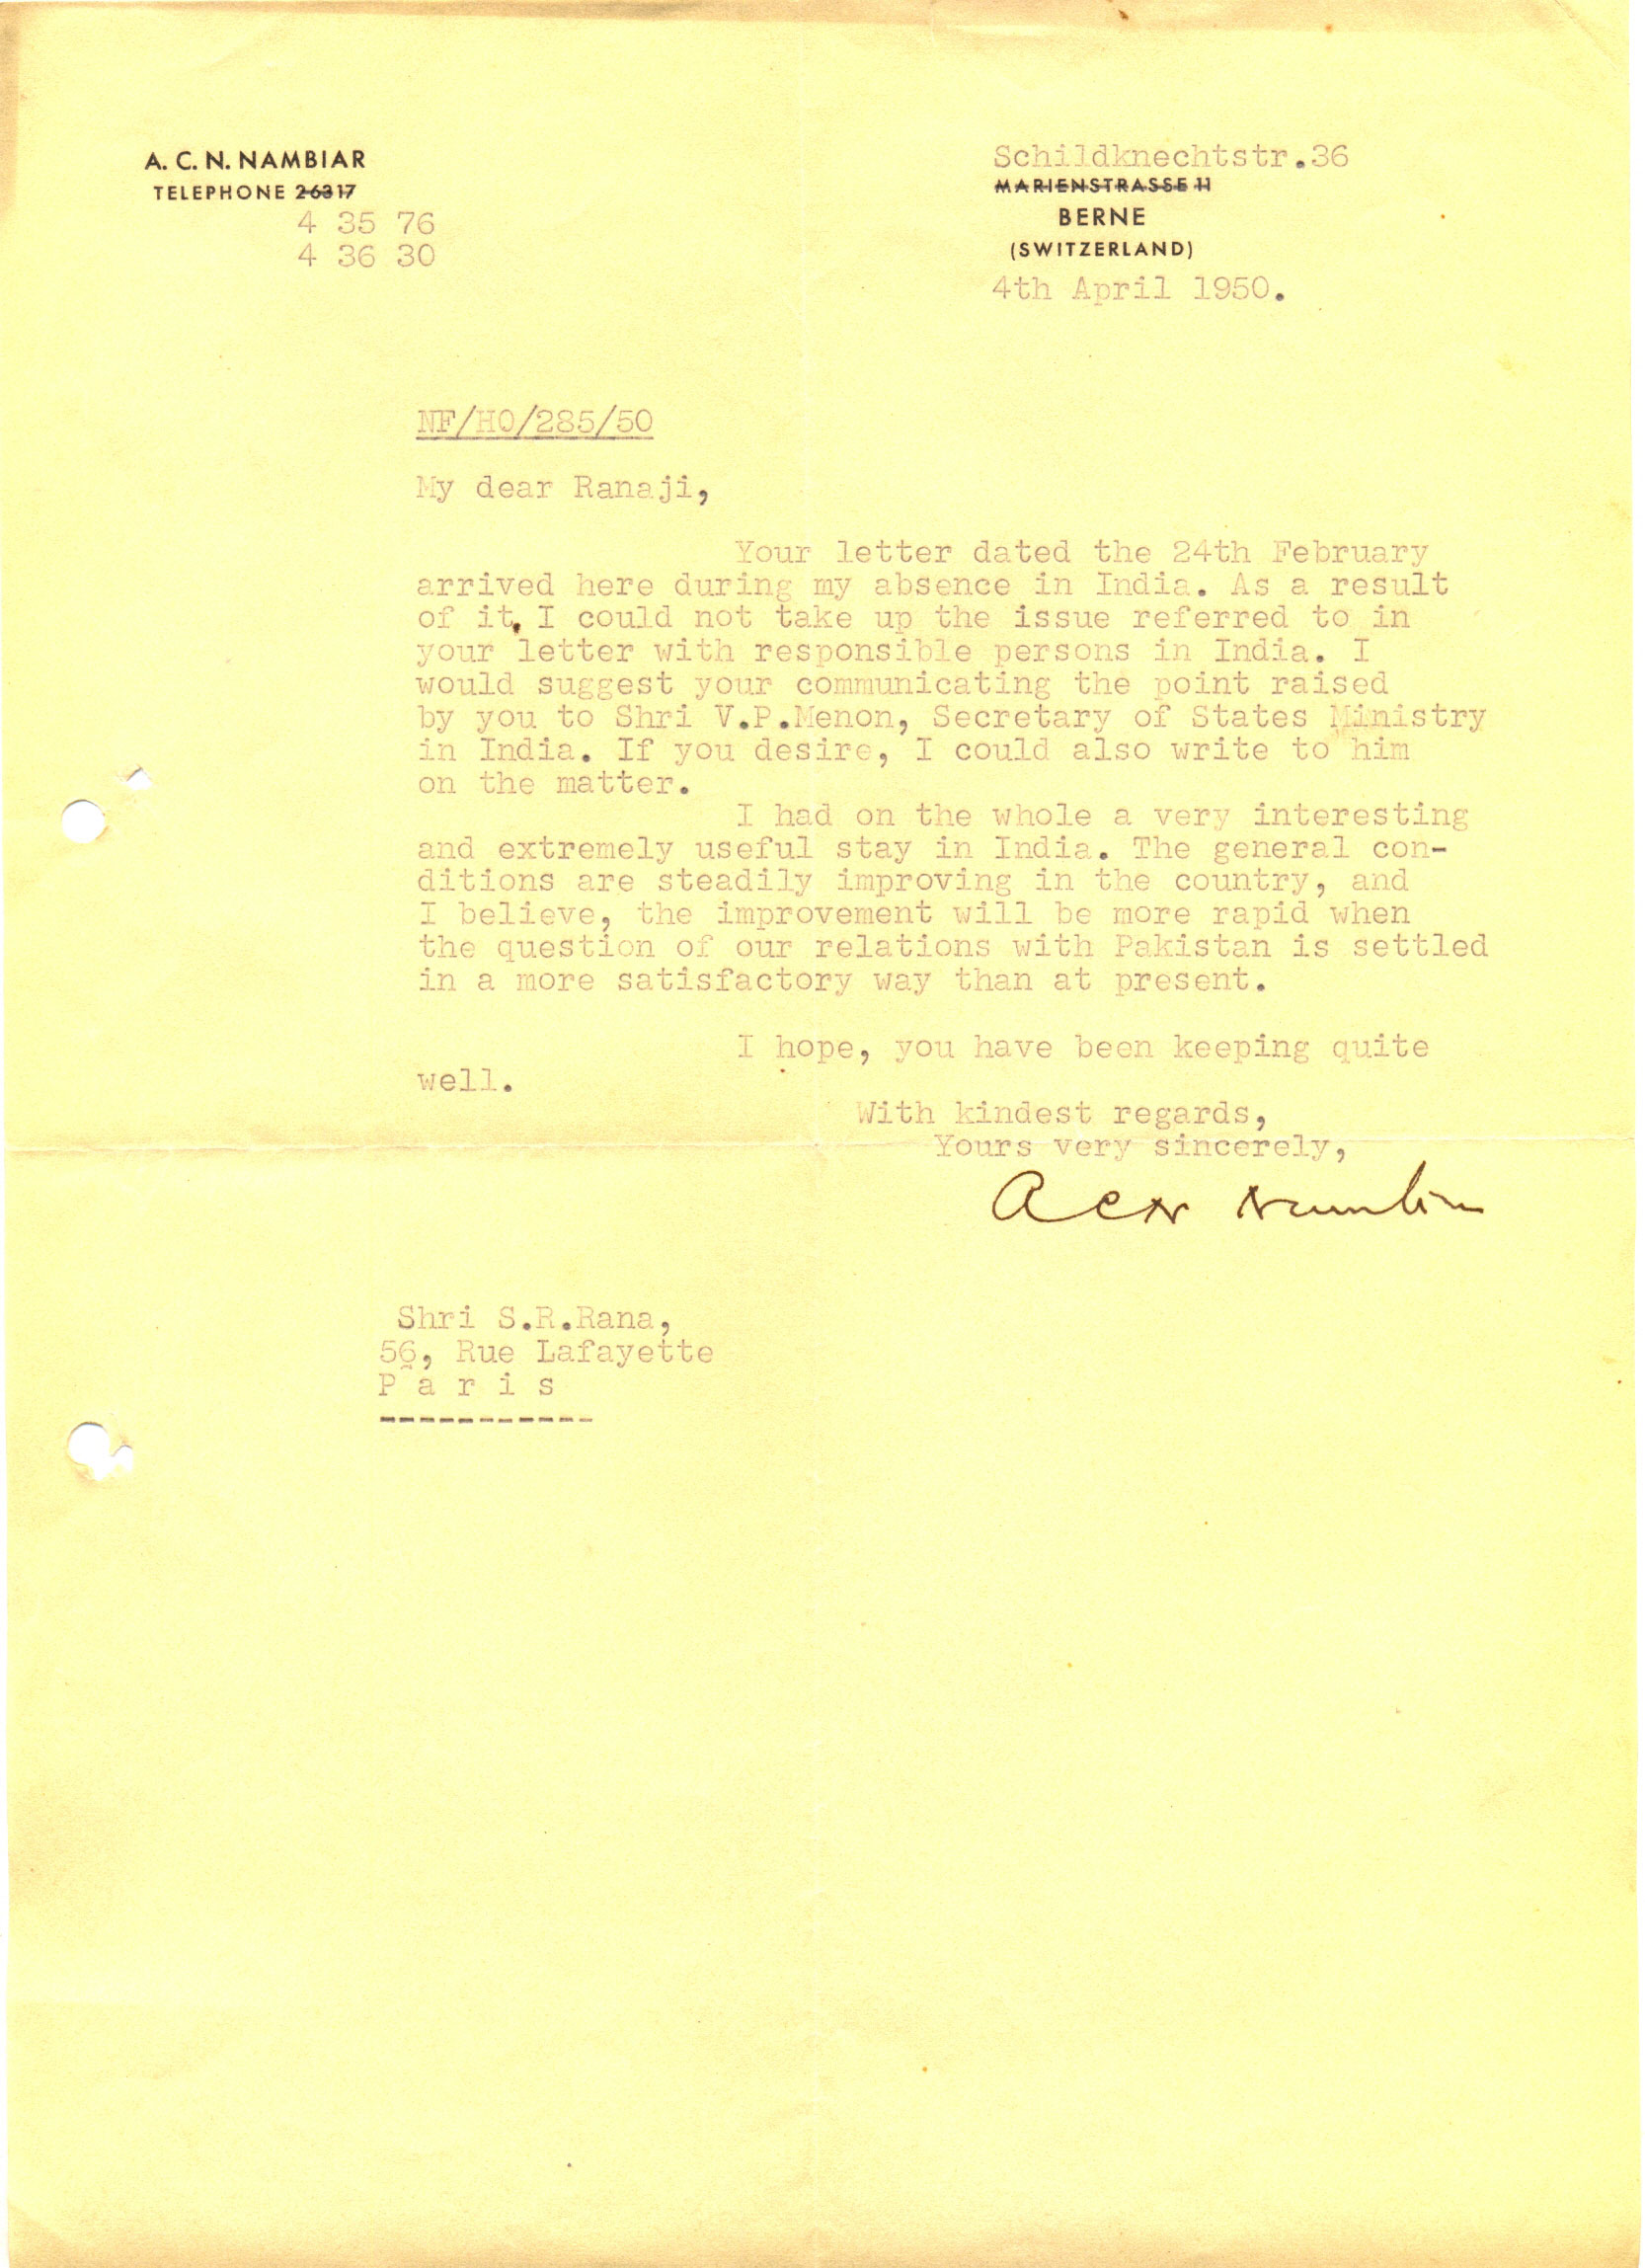 A. C. N. NAMBIAR
TELEPHONE 26317
4 35 76
4 36 30
Schildknechtstr.36
MARIENSTRASSE 11
BERNE
(SWITZERLAND)
4th April 1950.
NF/HO/285/50
My dear Ranaji,
Your letter dated the 24th February
arrived here during my absence in India. As a result
of it, I could not take up the issue referred to in
your letter with responsible persons in India. I
would suggest your communicating the point raised
by you to Shri V.P.Menon, Secretary of States Ministry
in India. If you desire, I could also write to him
on the matter.
I had on the whole a very interesting
and extremely useful stay in India. The general con-
ditions are steadily improving in the country, and
I believe, the improvement will be more rapid when
the question of our relations with Pakistan is settled
in a more satisfactory way than at present.
I hope, you have been keeping quite
well.
With kindest regards,
Yours very sincerely,
A C N Nambiar
Shri S.R.Rana,
56, Rue Lafayette
P a r i s
-----------